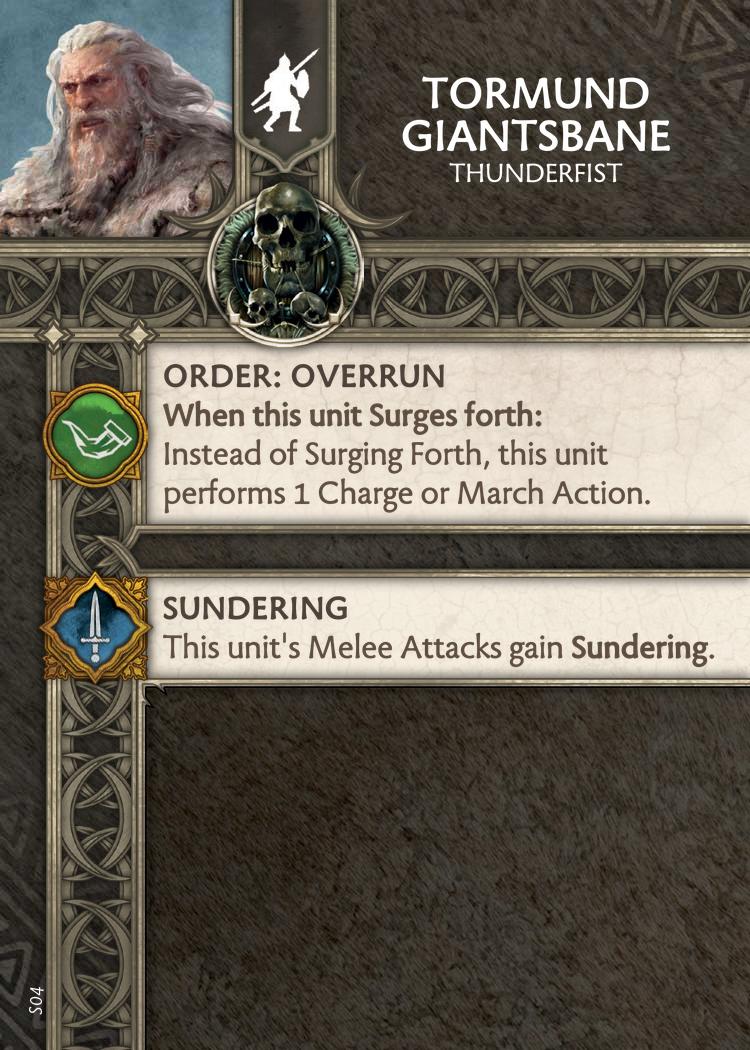 TORMUND
GIANTSBANE
THUNDERFIST
ORDER: OVERRUN
When this unit Surges forth:
Instead of Surging Forth, this unit
performs 1 Charge or March Action.
SUNDERING
This unit's Melee Attacks gain Sundering.
S04